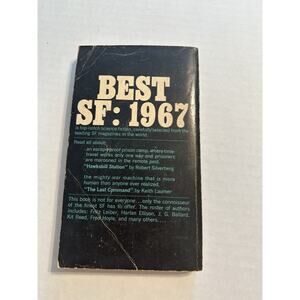 BEST
SF: 1967
is top-notch science fiction, carefully selected from the
leading SF magazines in the world.
Read all about:
an escape-proof prison camp, where time-
travel works only one way and prisoners
are marooned in the remote past.
"Hawksbill Station" by Robert Silverberg
the mighty war machine that is more
human than anyone ever realized.
"The Last Command" by Keith Laumer
This book is not for everyone...only the connoisseur
of the finest SF has to offer. The roster of authors
includes: Fritz Leiber, Harlan Ellison, J. G. Ballard,
Kit Reed, Fred Hoyle, and many others....